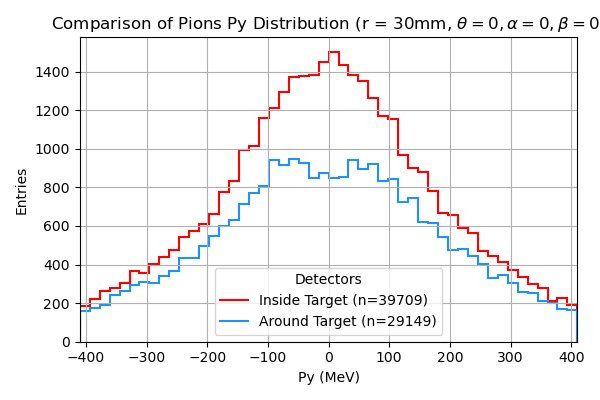 Comparison of Pions Py Distribution (r = 30mm, θ = 0, α = 0, β = 0
Entries
1400
1200
1000
800
600
400
200
0
Detectors
Inside Target (n=39709)
Around Target (n=29149)
−400 −300 −200 −100 0 100 200 300 400
Py (MeV)